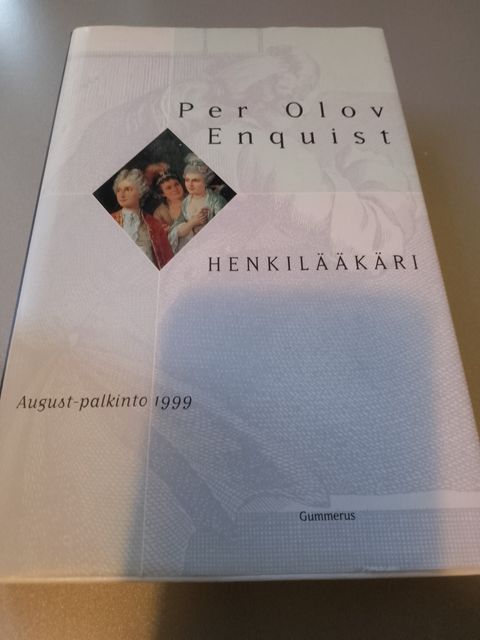 Per Olov
Enquist
HENKILÄÄKÄRI
August-palkinto 1999
Gummerus